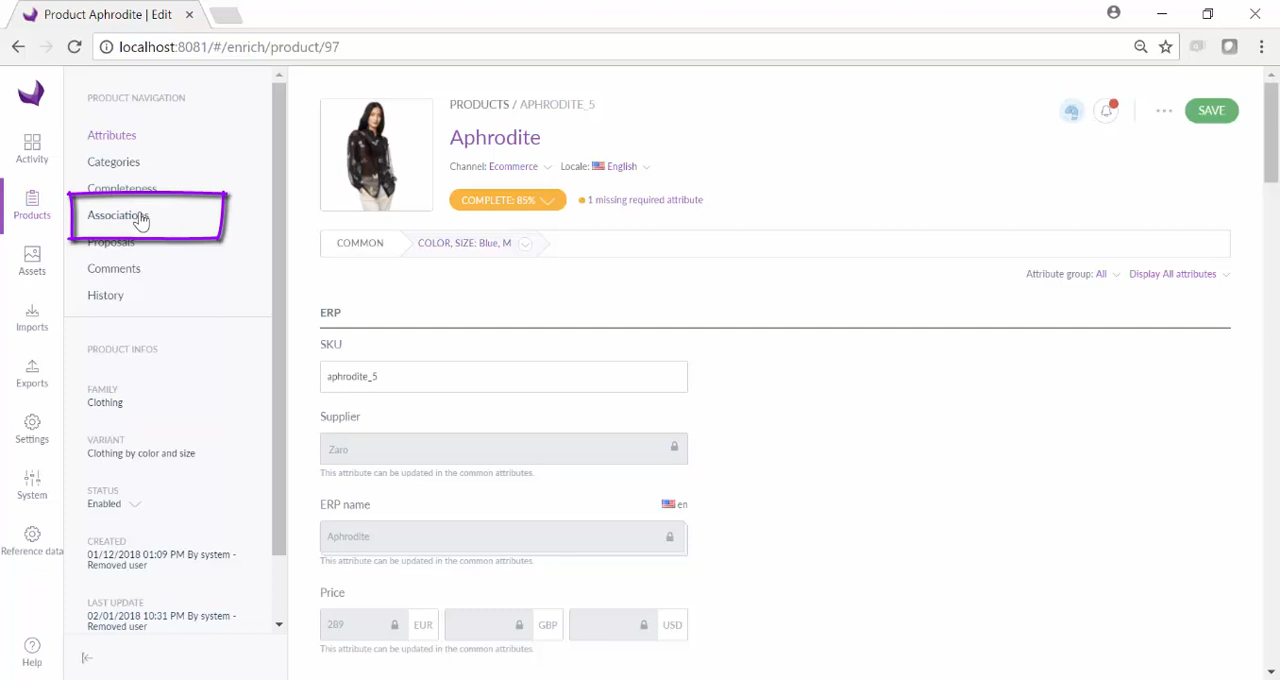 Product Aphrodite | Edit
localhost:8081/#/enrich/product/97
Activity
Products
Assets
Imports
Exports
Settings
System
Reference data
Help
PRODUCT NAVIGATION
Attributes
Categories
Completeness
Associations
Proposals
Comments
History
PRODUCT INFOS
FAMILY
Clothing
VARIANT
Clothing by color and size
STATUS
Enabled
CREATED
01/12/2018 01:09 PM By system -
Removed user
LAST UPDATE
02/01/2018 10:31 PM By system -
Removed user
PRODUCTS / APHRODITE_5
Aphrodite
Channel: Ecommerce Locale: English
COMPLETE: 85% 1 missing required attribute
SAVE
COMMON COLOR, SIZE: Blue, M
Attribute group: All Display All attributes
ERP
SKU
aphrodite_5
Supplier
Zaro
This attribute can be updated in the common attributes.
ERP name en
Aphrodite
This attribute can be updated in the common attributes.
Price
289 EUR GBP USD
This attribute can be updated in the common attributes.